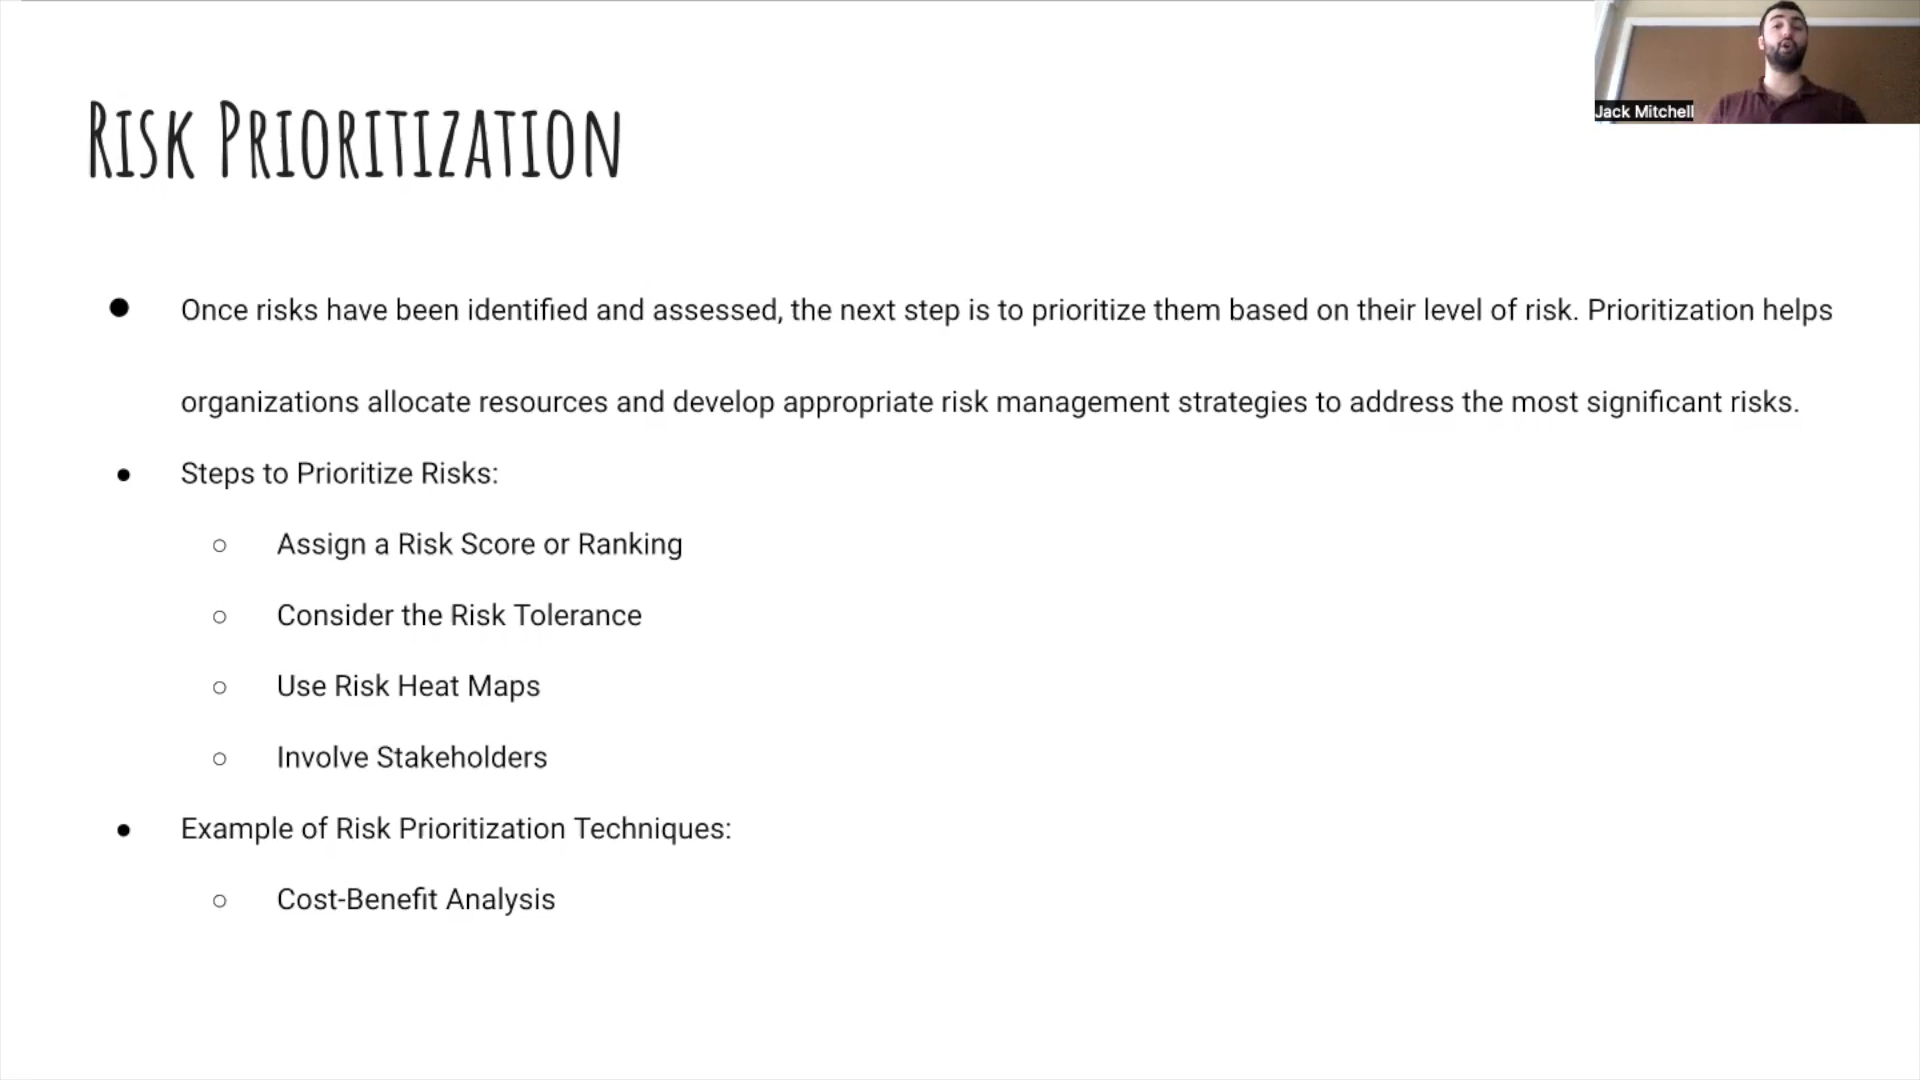 Jack Mitchell
Risk Prioritization
● Once risks have been identified and assessed, the next step is to prioritize them based on their level of risk. Prioritization helps
organizations allocate resources and develop appropriate risk management strategies to address the most significant risks.
● Steps to Prioritize Risks:
○ Assign a Risk Score or Ranking
○ Consider the Risk Tolerance
○ Use Risk Heat Maps
○ Involve Stakeholders
● Example of Risk Prioritization Techniques:
○ Cost-Benefit Analysis